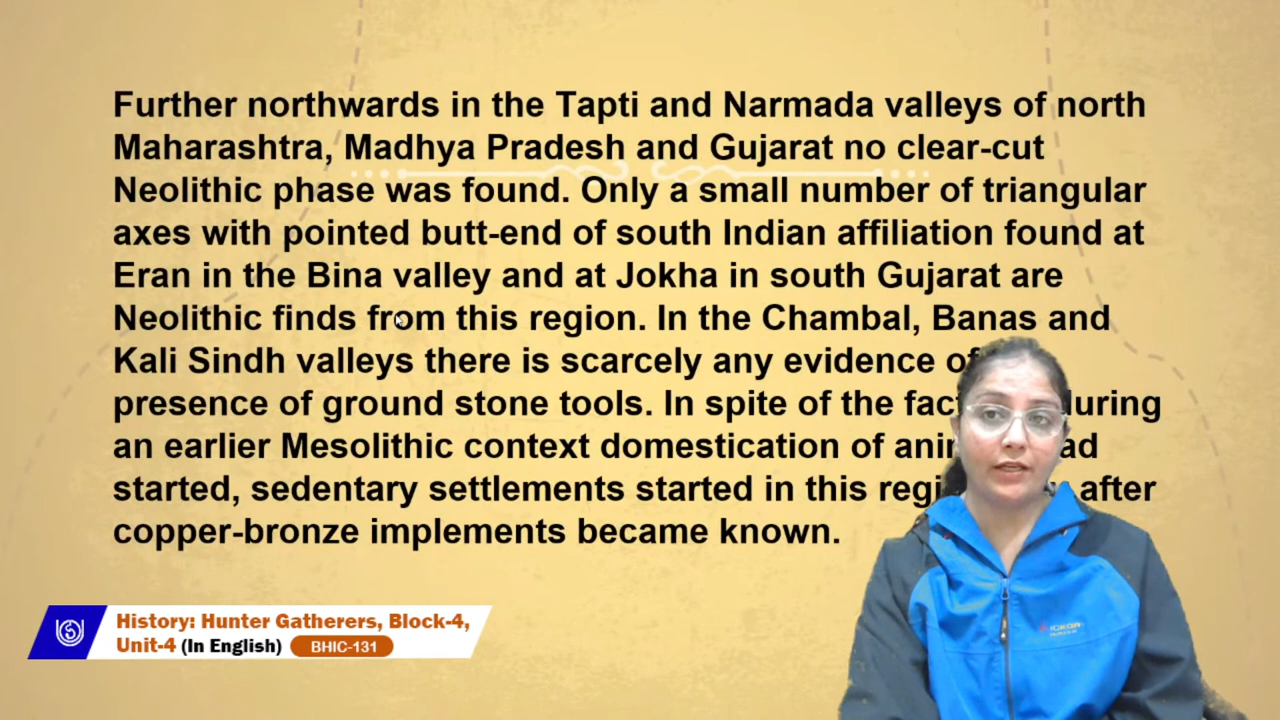 Further northwards in the Tapti and Narmada valleys of north
Maharashtra, Madhya Pradesh and Gujarat no clear-cut
Neolithic phase was found. Only a small number of triangular
axes with pointed butt-end of south Indian affiliation found at
Eran in the Bina valley and at Jokha in south Gujarat are
Neolithic finds from this region. In the Chambal, Banas and
Kali Sindh valleys there is scarcely any evidence of
presence of ground stone tools. In spite of the
an earlier Mesolithic context domestication of
started, sedentary settlements started in this after
copper-bronze implements became known.
History: Hunter Gatherers, Block-4,
Unit-4 (In English) BHIC-131